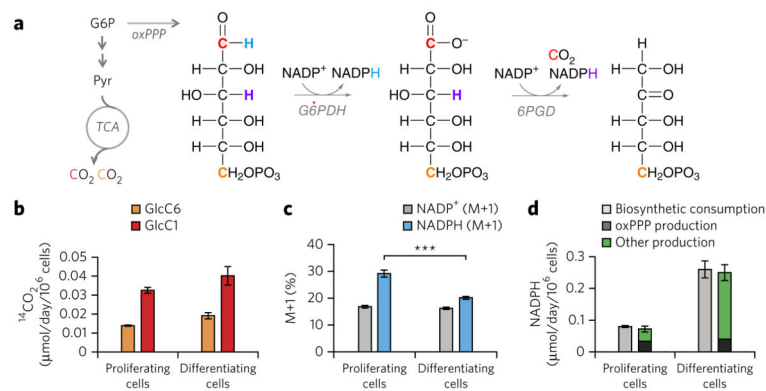 a
G6P
oxPPP
Pyr
TCA
CO2 CO2
O
C—H
H OH
HO H
H OH
H OH
CH2OPO3
NADP+ NADPH
G6PDH
O
C—O−
H OH
HO H
H OH
H OH
CH2OPO3
CO2
NADP+ NADPH
6PGD
H
H OH
O
H OH
H OH
CH2OPO3
b
GlcC6
GlcC1
14CO2
(μmol/day/10^6 cells)
0.05
0.04
0.03
0.02
0.01
0
Proliferating
cells
Differentiating
cells
c
NADP+ (M+1)
NADPH (M+1)
M+1 (%)
40
30
20
10
0
***
Proliferating
cells
Differentiating
cells
d
Biosynthetic consumption
oxPPP production
Other production
NADPH
(μmol/day/10^6 cells)
0.3
0.2
0.1
0
Proliferating
cells
Differentiating
cells